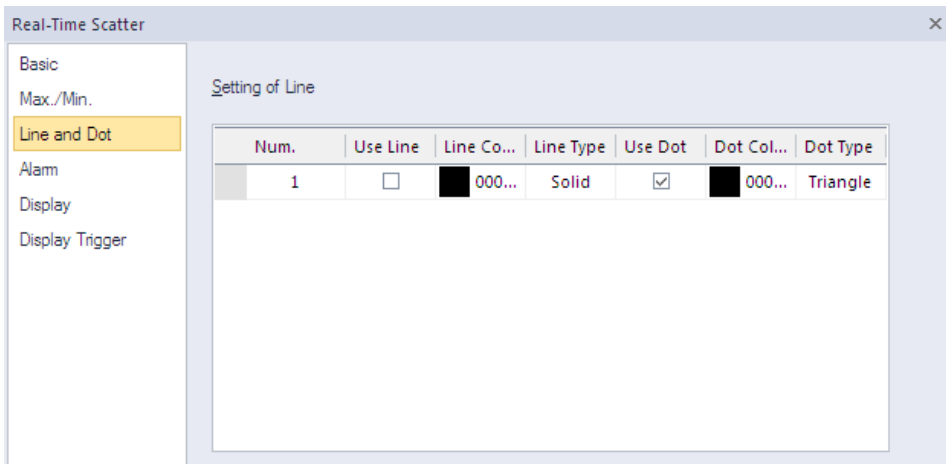 Real-Time Scatter
Basic
Max./Min.
Line and Dot
Alarm
Display
Display Trigger
Setting of Line
Num. Use Line Line Co... Line Type Use Dot Dot Col... Dot Type
1 000... Solid 000... Triangle